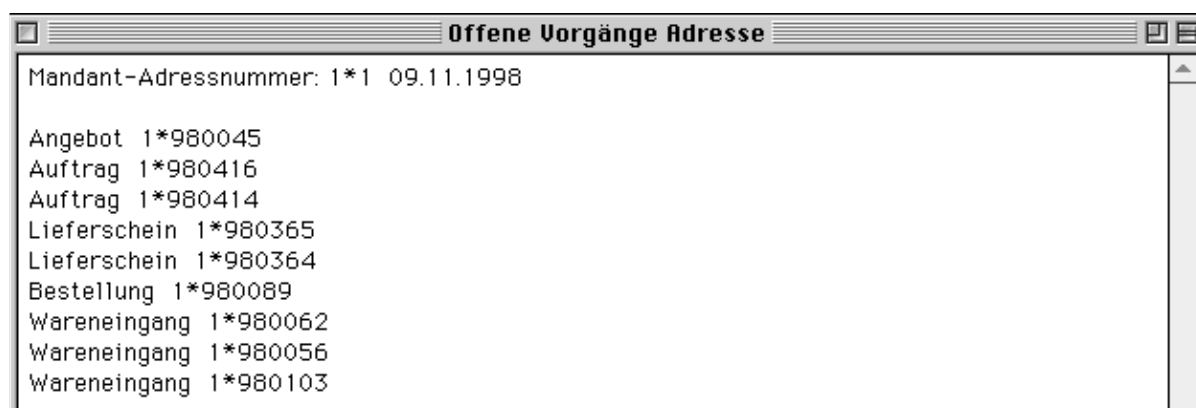 Offene Vorgänge Adresse
Mandant-Adressnummer: 1*1 09.11.1998
Angebot 1*980045
Auftrag 1*980416
Auftrag 1*980414
Lieferschein 1*980365
Lieferschein 1*980364
Bestellung 1*980089
Wareneingang 1*980062
Wareneingang 1*980056
Wareneingang 1*980103